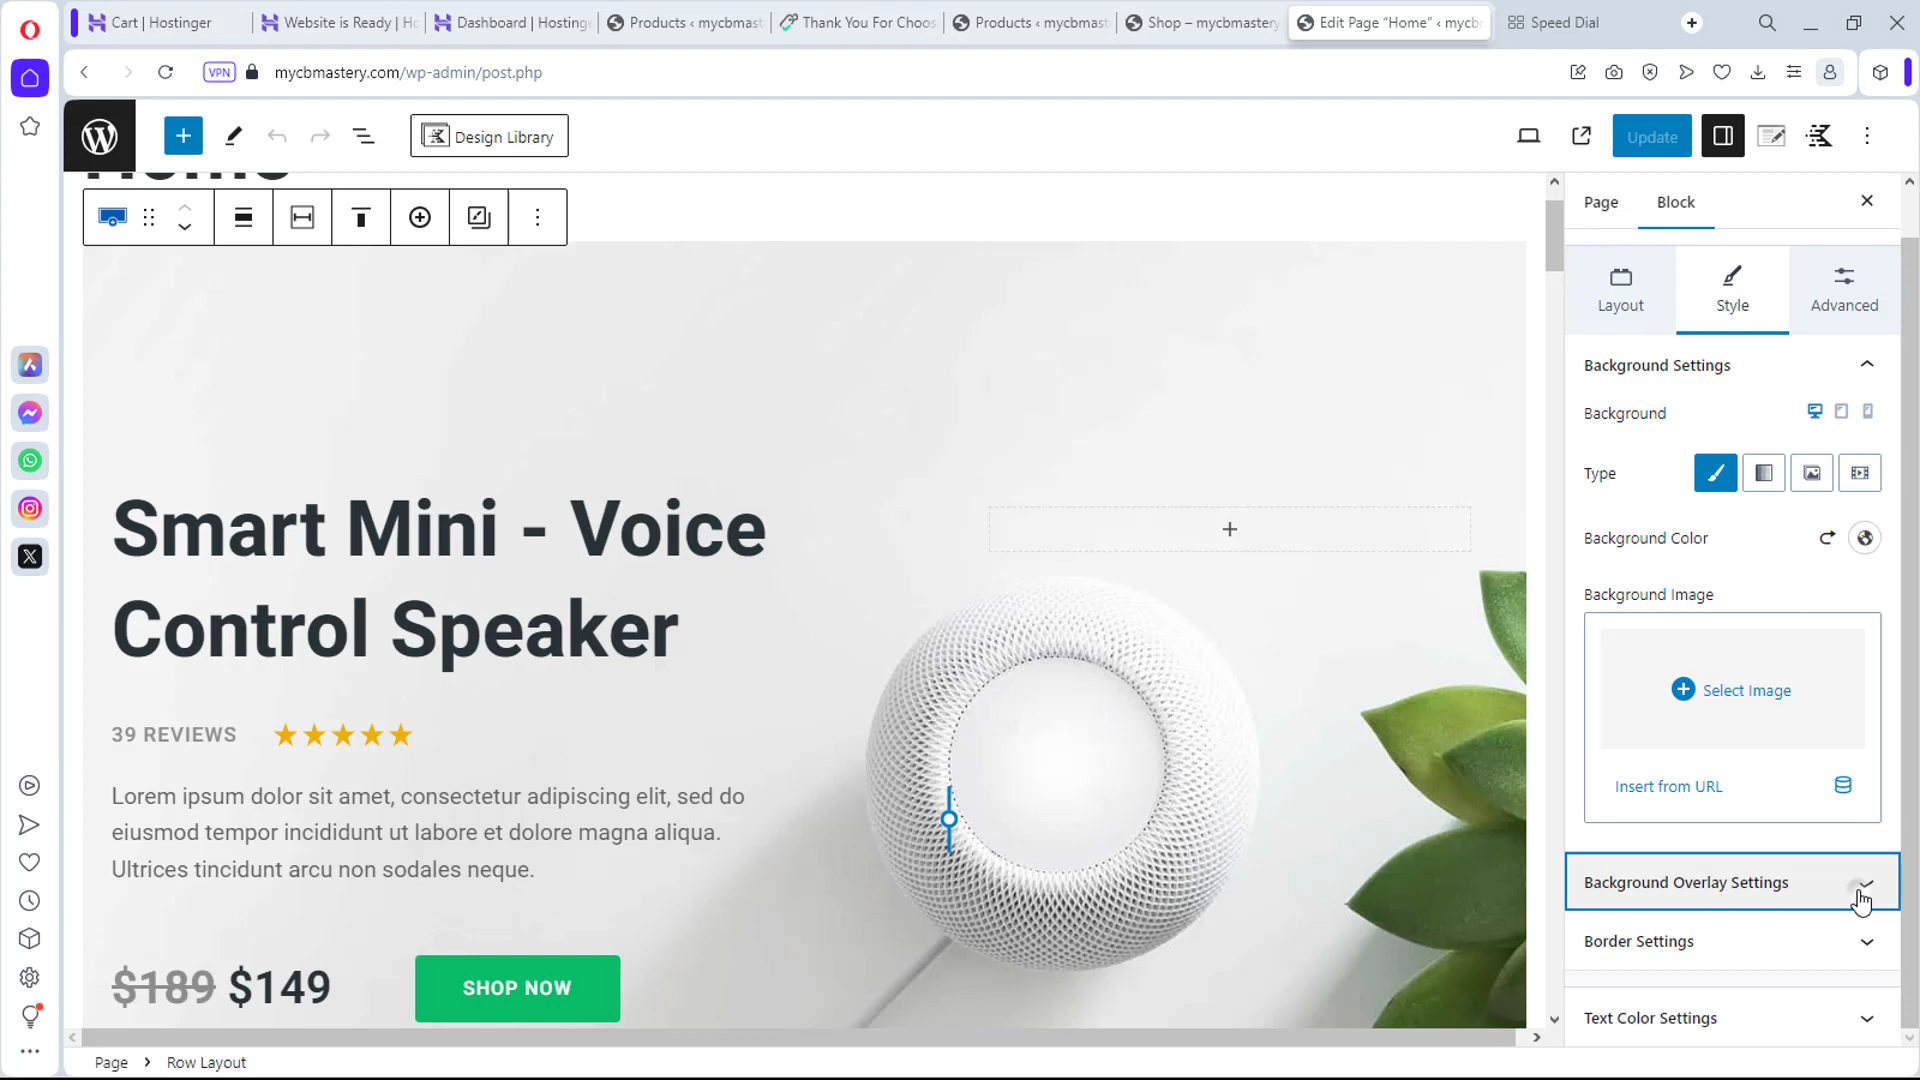 Cart | Hostinger
Website is Ready | Ho
Dashboard | Hostinge
Products ‹ mycbmast
Thank You For Choos
Products ‹ mycbmast
Shop – mycbmastery
Edit Page “Home” ‹ mycb
Speed Dial
VPN
mycbmastery.com/wp-admin/post.php
Design Library
Update
Home
Page
Block
Layout
Style
Advanced
Background Settings
Background
Type
Background Color
Background Image
Select Image
Insert from URL
Background Overlay Settings
Border Settings
Text Color Settings
Smart Mini - Voice
Control Speaker
39 REVIEWS
Lorem ipsum dolor sit amet, consectetur adipiscing elit, sed do
eiusmod tempor incididunt ut labore et dolore magna aliqua.
Ultrices tincidunt arcu non sodales neque.
$189 $149
SHOP NOW
Page › Row Layout